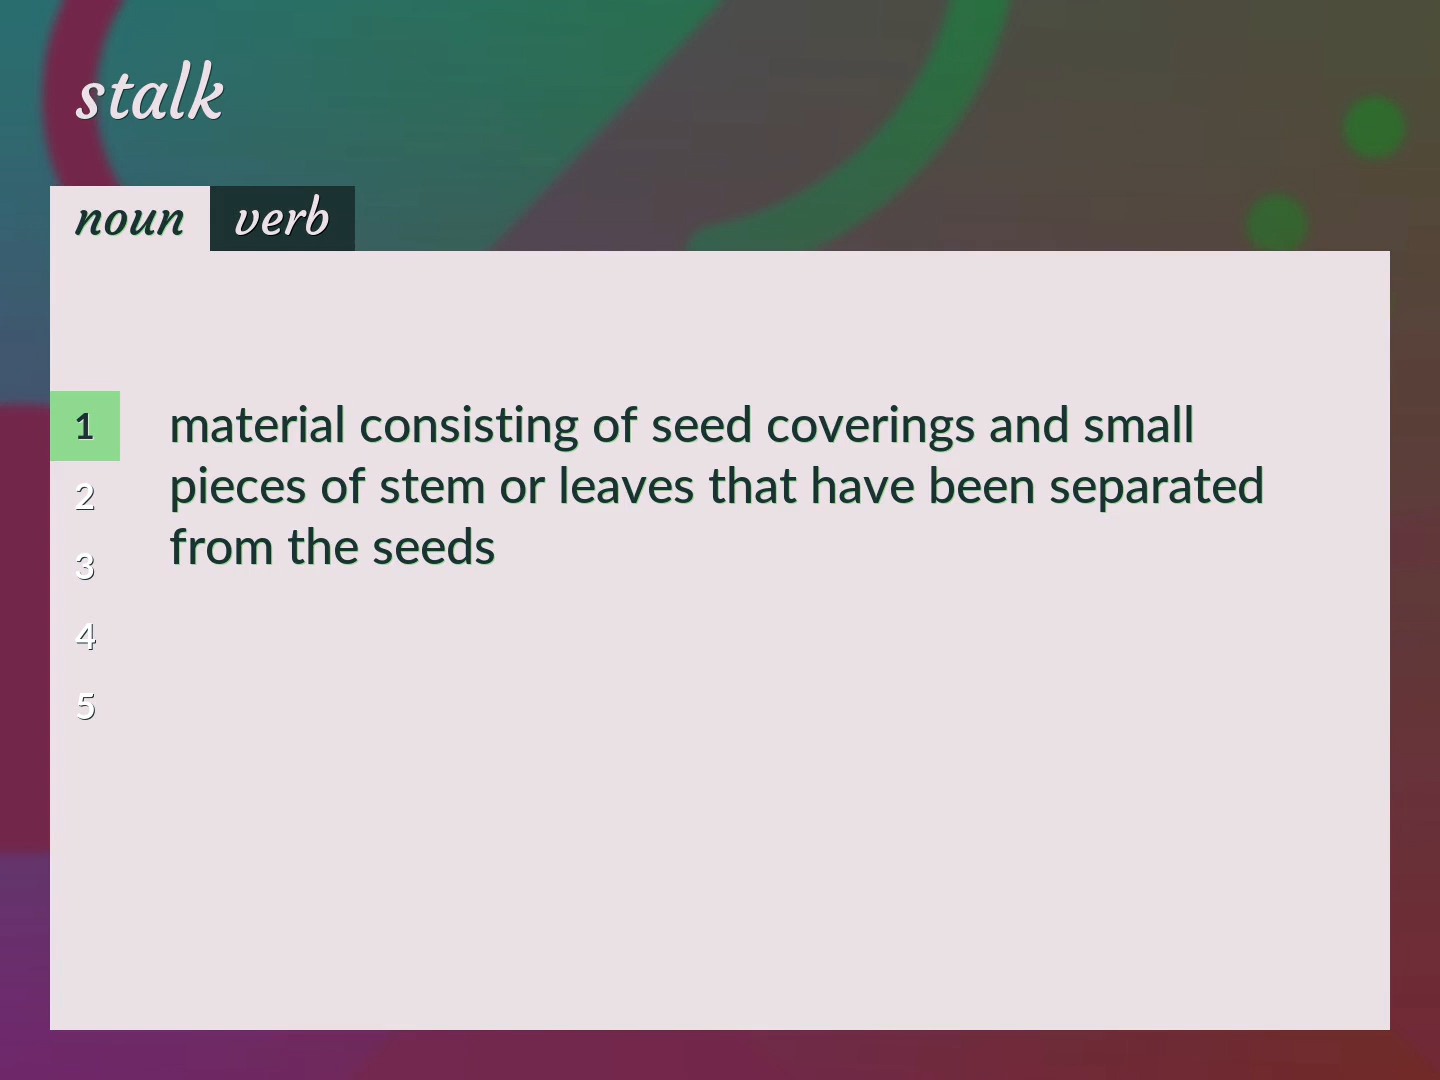 stalk
noun verb
1 material consisting of seed coverings and small
pieces of stem or leaves that have been separated
2
from the seeds
3
4
5